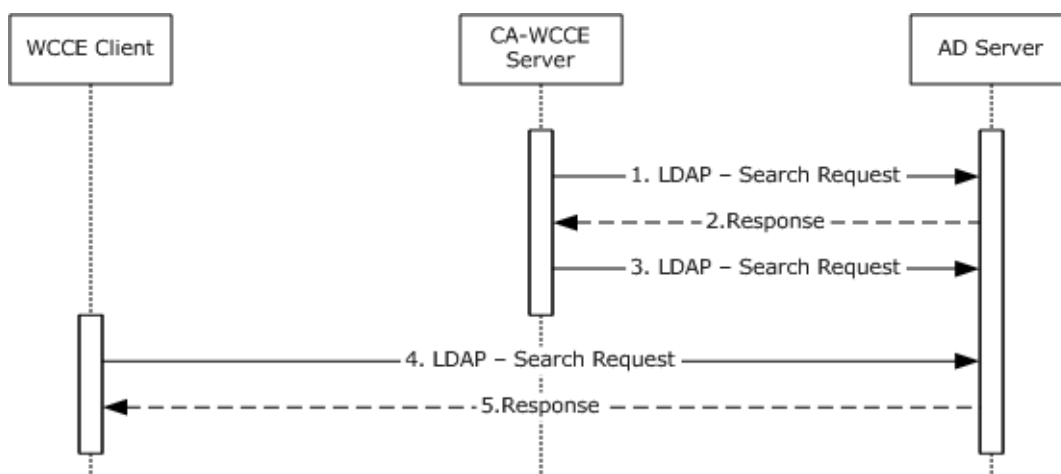 WCCE Client
CA-WCCE
Server
AD Server
1. LDAP – Search Request
2.Response
3. LDAP – Search Request
4. LDAP – Search Request
5.Response